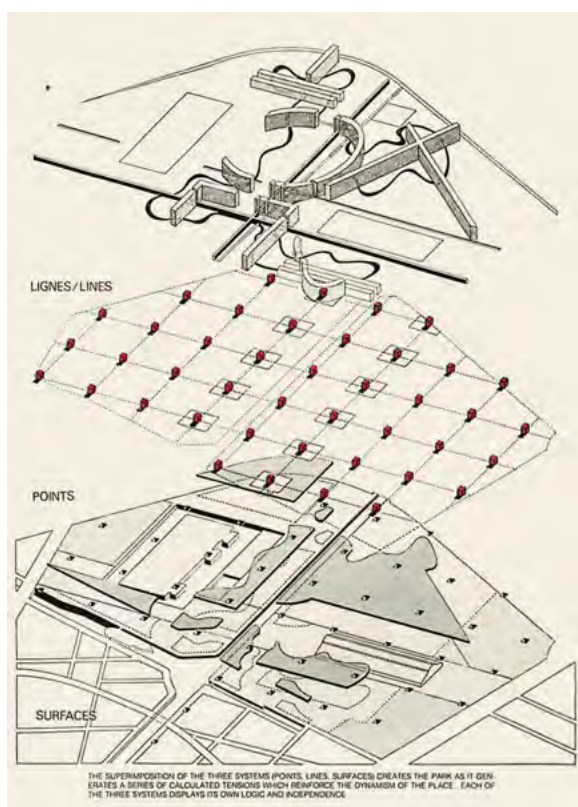 LIGNES/LINES
POINTS
SURFACES
THE SUPERIMPOSITION OF THE THREE SYSTEMS (POINTS, LINES, SURFACES) CREATES THE PARK AS IT GEN-
ERATES A SERIES OF CALCULATED TENSIONS WHICH REINFORCE THE DYNAMISM OF THE PLACE. EACH OF
THE THREE SYSTEMS DISPLAYS ITS OWN LOGIC AND INDEPENDENCE